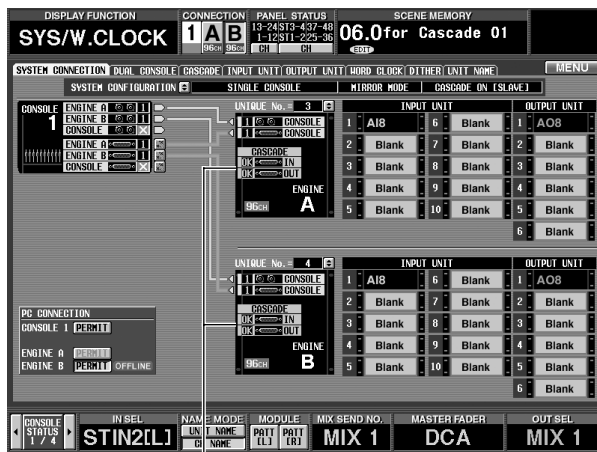 DISPLAY FUNCTION CONNECTION PANEL STATUS SCENE MEMORY
SYS/W.CLOCK 1 A B 96CH 96CH 13-24 ST3-4 37-48 06.0 for Cascade 01
1-12 ST1-2 25-36
CH CH EDIT
SYSTEM CONNECTION DUAL CONSOLE CASCADE INPUT UNIT OUTPUT UNIT WORD CLOCK DITHER UNIT NAME MENU
SYSTEM CONFIGURATION SINGLE CONSOLE MIRROR MODE CASCADE ON [SLAVE]
CONSOLE 1
ENGINE A 1
ENGINE B 1
CONSOLE X
ENGINE A 1
ENGINE B 1
CONSOLE X
UNIQUE No.= 3
1 CONSOLE
1 CONSOLE
CASCADE
OK IN
OK OUT
ENGINE
96CH A
INPUT UNIT OUTPUT UNIT
1 AI8 6 Blank 1 AO8
2 Blank 7 Blank 2 Blank
3 Blank 8 Blank 3 Blank
4 Blank 9 Blank 4 Blank
5 Blank 10 Blank 5 Blank
6 Blank
UNIQUE No.= 4
1 CONSOLE
1 CONSOLE
CASCADE
OK IN
OK OUT
ENGINE
96CH B
INPUT UNIT OUTPUT UNIT
1 AI8 6 Blank 1 AO8
2 Blank 7 Blank 2 Blank
3 Blank 8 Blank 3 Blank
4 Blank 9 Blank 4 Blank
5 Blank 10 Blank 5 Blank
6 Blank
PC CONNECTION
CONSOLE 1 PERMIT
ENGINE A PERMIT
ENGINE B PERMIT OFFLINE
CONSOLE STATUS 1 / 4
IN SEL NAME MODE MODULE MIX SEND NO. MASTER FADER OUT SEL
STIN2[L] UNIT NAME PATT [L] PATT [R] MIX 1 DCA MIX 1
CH NAME